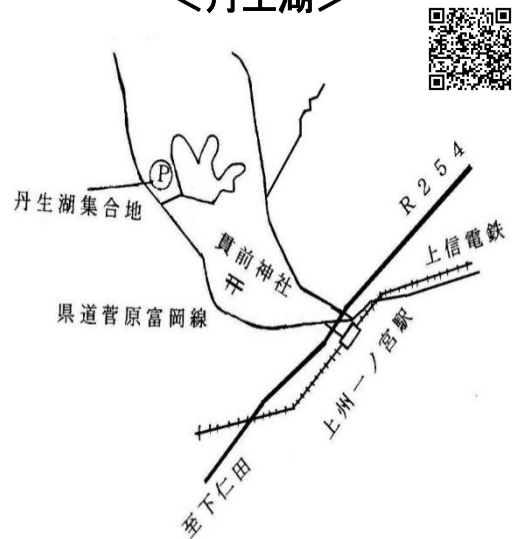 <丹生湖>
R254
P
丹生湖集合地
上信電鉄
貫前神社
県道菅原富岡線
上州一ノ宮駅
至下仁田